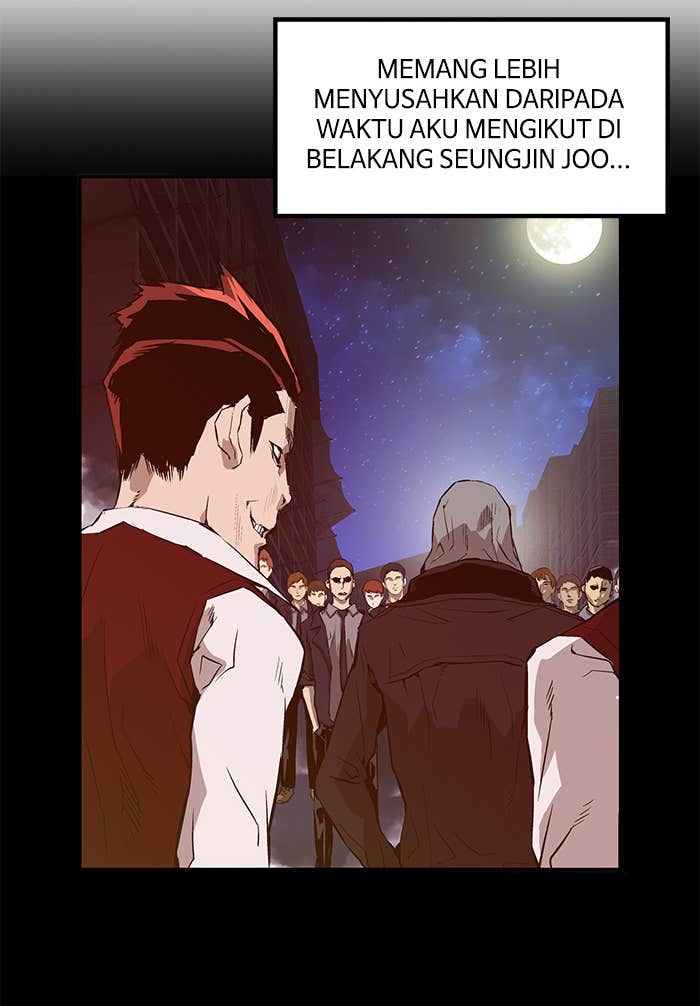 MEMANG LEBIH
MENYUSAHKAN DARIPADA
WAKTU AKU MENGIKUT DI
BELAKANG SEUNGJIN JOO...